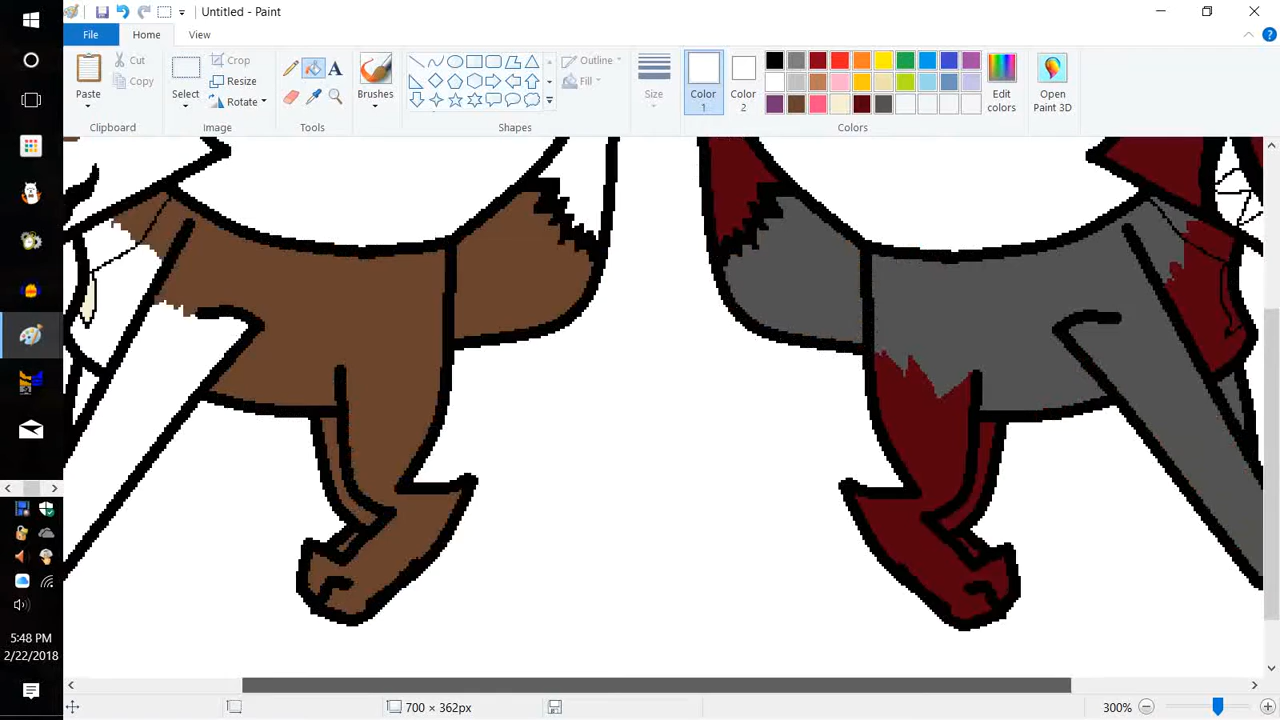 Untitled - Paint
File
Home
View
Paste
Cut
Copy
Clipboard
Select
Crop
Resize
Rotate
Image
A
Tools
Brushes
Outline
Fill
Shapes
Size
Color
1
Color
2
Edit
colors
Open
Paint 3D
Colors
5:48 PM
2/22/2018
700 × 362px
300%